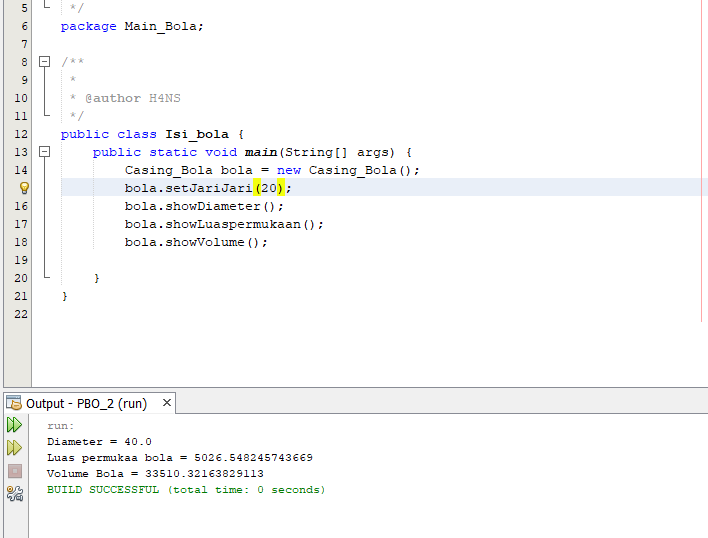 5 */
6 package Main_Bola;
7
8 /**
9 *
10 * @author H4NS
11 */
12 public class Isi_bola {
13 public static void main(String[] args) {
14 Casing_Bola bola = new Casing_Bola();
bola.setJariJari(20);
16 bola.showDiameter();
17 bola.showLuaspermukaan();
18 bola.showVolume();
19
20 }
21 }
22
Output - PBO_2 (run) ×
run:
Diameter = 40.0
Luas permukaa bola = 5026.548245743669
Volume Bola = 33510.32163829113
BUILD SUCCESSFUL (total time: 0 seconds)